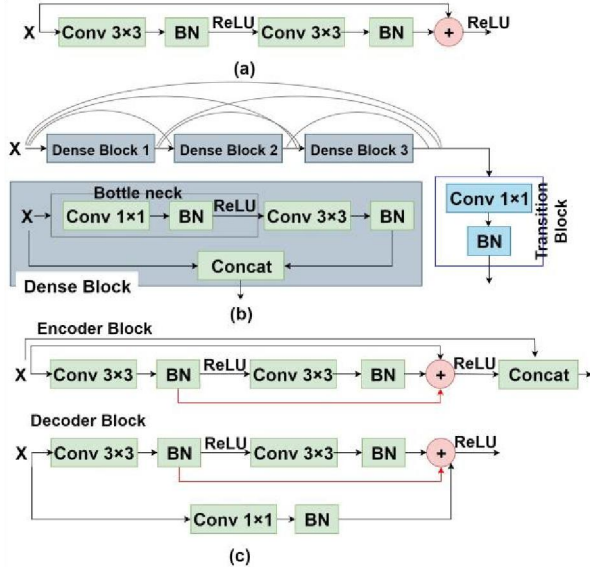 X Conv 3×3 BN ReLU Conv 3×3 BN + ReLU
(a)
X Dense Block 1 Dense Block 2 Dense Block 3
Bottle neck
X Conv 1×1 BN ReLU Conv 3×3 BN
Concat
Dense Block
Conv 1×1
BN
Transition
Block
(b)
Encoder Block
X Conv 3×3 BN ReLU Conv 3×3 BN + ReLU Concat
Decoder Block
X Conv 3×3 BN ReLU Conv 3×3 BN + ReLU
Conv 1×1 BN
(c)